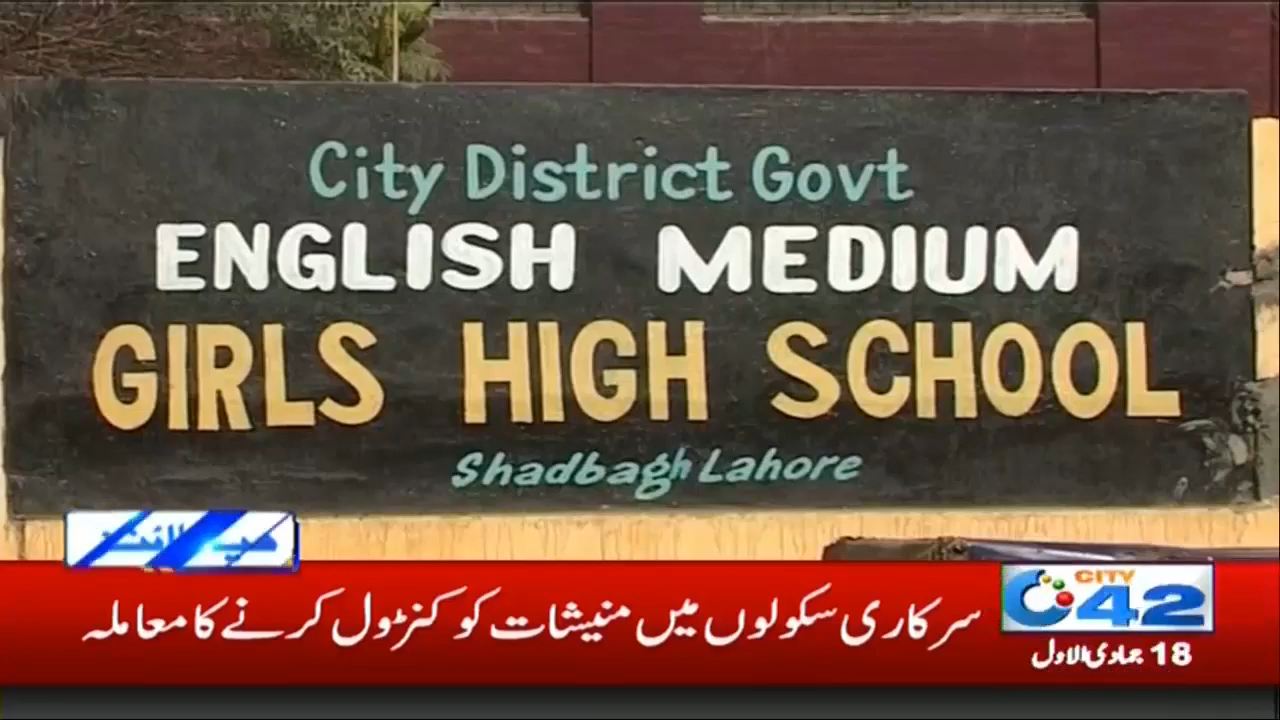 City District Govt
ENGLISH MEDIUM
GIRLS HIGH SCHOOL
Shadbagh Lahore
سرکاری سکولوں میں منیشات کو کنٹرول کرنے کا معاملہ
CITY
42
18 جمادی الاول